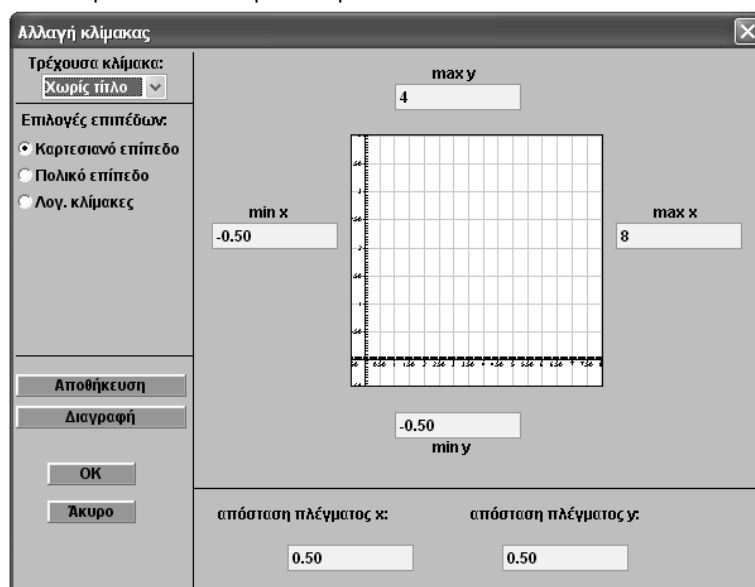 Αλλαγή κλίμακας
Τρέχουσα κλίμακα:
Χωρίς τίτλο
Επιλογές επιπέδων:
Καρτεσιανό επίπεδο
Πολικό επίπεδο
Λογ. κλίμακες
max y
4
min x
-0.50
max x
8
-0.50
min y
Αποθήκευση
Διαγραφή
OK
Άκυρο
απόσταση πλέγματος x:
απόσταση πλέγματος y:
0.50
0.50